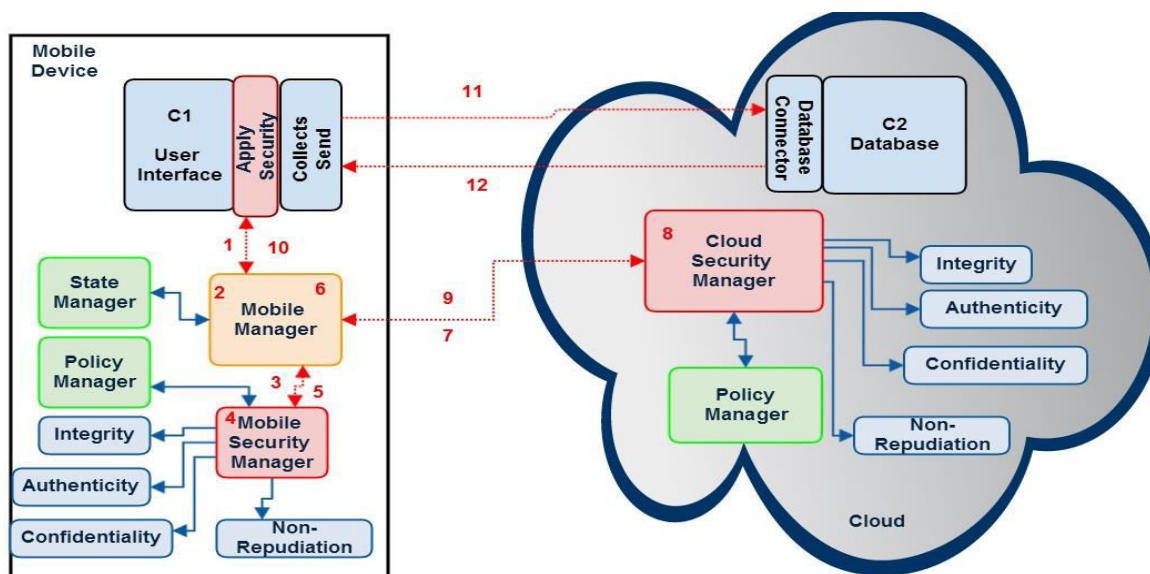 Mobile
Device
C1
User
Interface
Apply
Security
Collects
Send
11
12
Database
Connector
C2
Database
1
10
State
Manager
2
6
Mobile
Manager
9
7
8
Cloud
Security
Manager
Integrity
Authenticity
Confidentiality
Non-
Repudiation
Policy
Manager
Policy
Manager
3
5
4
Mobile
Security
Manager
Integrity
Authenticity
Confidentiality
Non-
Repudiation
Cloud